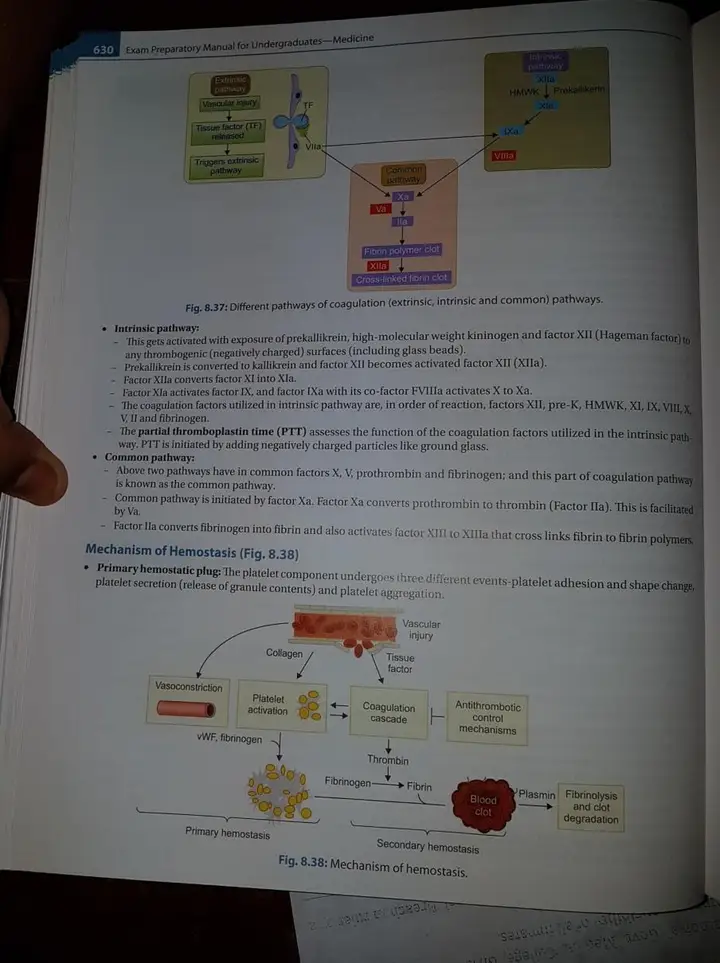 630 Exam Preparatory Manual for Undergraduates—Medicine
Extrinsic
pathway
Vascular injury
Tissue factor (TF)
released
Triggers extrinsic
pathway
TF
VIIa
Intrinsic
pathway
XIIa
HMWK Prekallikrein
XIa
IXa
VIIIa
Common
pathway
Xa
Va
IIa
Fibrin polymer clot
XIIa
Cross-linked fibrin clot
Fig. 8.37: Different pathways of coagulation (extrinsic, intrinsic and common) pathways.
• Intrinsic pathway:
– This gets activated with exposure of prekallikrein, high-molecular weight kininogen and factor XII (Hageman factor) to
any thrombogenic (negatively charged) surfaces (including glass beads).
– Prekallikrein is converted to kallikrein and factor XII becomes activated factor XII (XIIa).
– Factor XIIa converts factor XI into XIa.
– Factor XIa activates factor IX, and factor IXa with its co-factor FVIIIa activates X to Xa.
– The coagulation factors utilized in intrinsic pathway are, in order of reaction, factors XII, pre-K, HMWK, XI, IX, VIII, X,
V, II and fibrinogen.
– The partial thromboplastin time (PTT) assesses the function of the coagulation factors utilized in the intrinsic path-
way. PTT is initiated by adding negatively charged particles like ground glass.
• Common pathway:
– Above two pathways have in common factors X, V, prothrombin and fibrinogen; and this part of coagulation pathway
is known as the common pathway.
– Common pathway is initiated by factor Xa. Factor Xa converts prothrombin to thrombin (Factor IIa). This is facilitated
by Va.
– Factor IIa converts fibrinogen into fibrin and also activates factor XIII to XIIIa that cross links fibrin to fibrin polymers.
Mechanism of Hemostasis (Fig. 8.38)
• Primary hemostatic plug: The platelet component undergoes three different events-platelet adhesion and shape change,
platelet secretion (release of granule contents) and platelet aggregation.
Vascular
injury
Collagen
Tissue
factor
Vasoconstriction
Platelet
activation
Coagulation
cascade
Antithrombotic
control
mechanisms
vWF, fibrinogen
Thrombin
Fibrinogen
Fibrin
Blood
clot
Plasmin
Fibrinolysis
and clot
degradation
Primary hemostasis
Secondary hemostasis
Fig. 8.38: Mechanism of hemostasis.